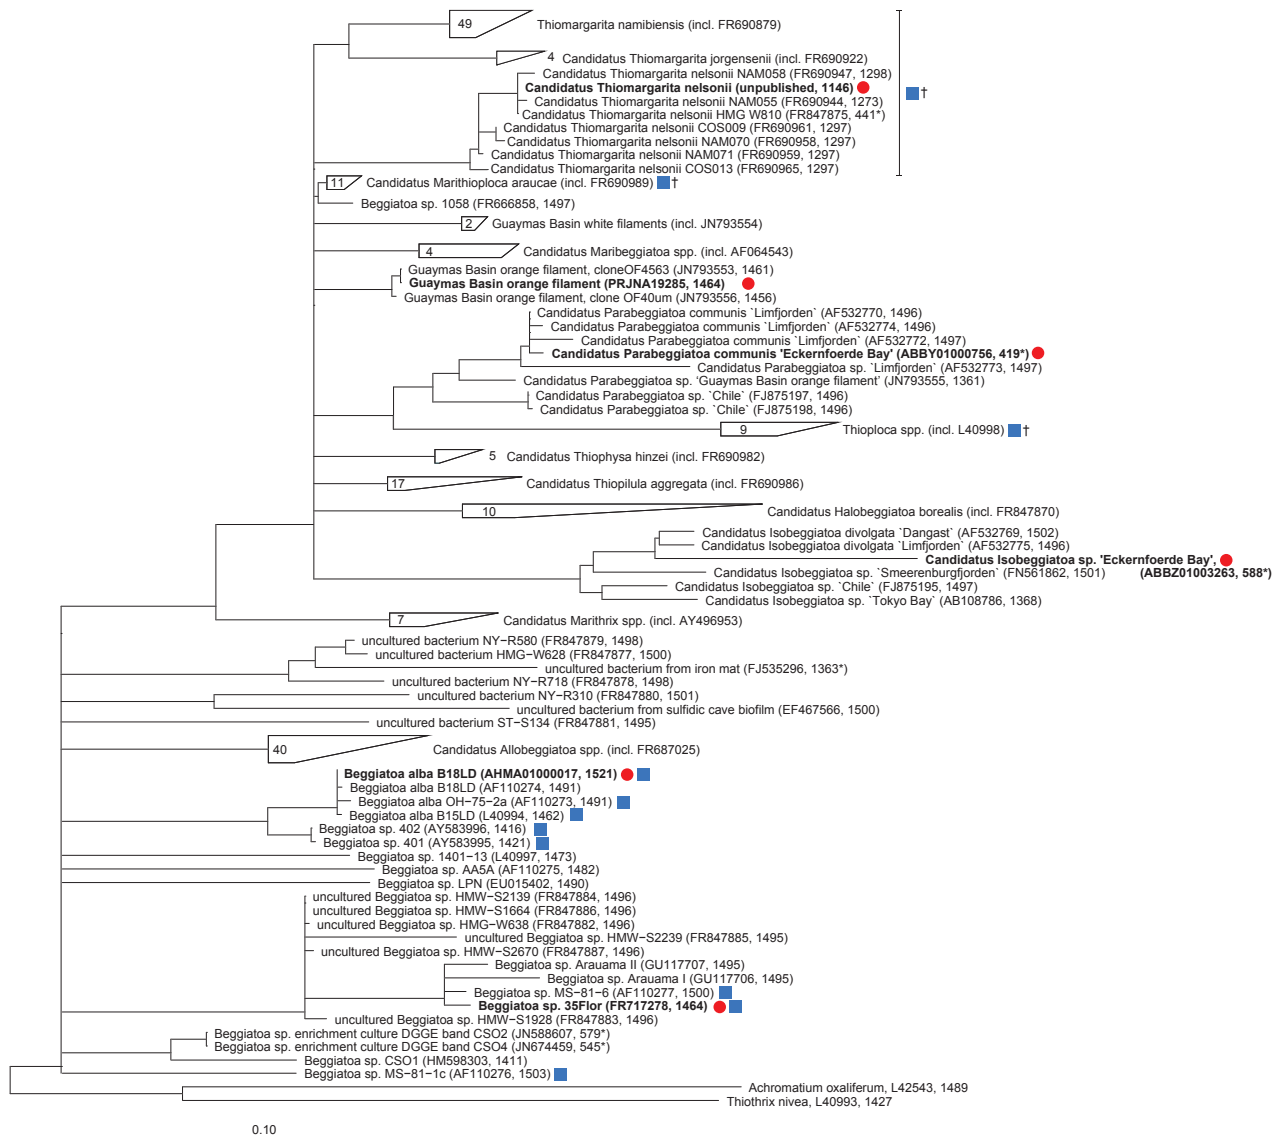 49 Thiomargarita namibiensis (incl. FR690879)
4 Candidatus Thiomargarita jorgensenii (incl. FR690922)
Candidatus Thiomargarita nelsonii NAM058 (FR690947, 1298)
Candidatus Thiomargarita nelsonii (unpublished, 1146)
†
Candidatus Thiomargarita nelsonii NAM055 (FR690944, 1273)
Candidatus Thiomargarita nelsonii HMG W810 (FR847875, 441*)
Candidatus Thiomargarita nelsonii COS009 (FR690961, 1297)
Candidatus Thiomargarita nelsonii NAM070 (FR690958, 1297)
Candidatus Thiomargarita nelsonii NAM071 (FR690959, 1297)
Candidatus Thiomargarita nelsonii COS013 (FR690965, 1297)
11 Candidatus Marithioploca araucae (incl. FR690989) †
Beggiatoa sp. 1058 (FR666858, 1497)
2 Guaymas Basin white filaments (incl. JN793554)
4 Candidatus Maribeggiatoa spp. (incl. AF064543)
Guaymas Basin orange filament, cloneOF4563 (JN793553, 1461)
Guaymas Basin orange filament (PRJNA19285, 1464)
Guaymas Basin orange filament, clone OF40um (JN793556, 1456)
Candidatus Parabeggiatoa communis `Limfjorden` (AF532770, 1496)
Candidatus Parabeggiatoa communis `Limfjorden` (AF532774, 1496)
Candidatus Parabeggiatoa communis `Limfjorden` (AF532772, 1497)
Candidatus Parabeggiatoa communis 'Eckernfoerde Bay' (ABBY01000756, 419*)
Candidatus Parabeggiatoa sp. `Limfjorden` (AF532773, 1497)
Candidatus Parabeggiatoa sp. ‘Guaymas Basin orange filament’ (JN793555, 1361)
Candidatus Parabeggiatoa sp. `Chile` (FJ875197, 1496)
Candidatus Parabeggiatoa sp. `Chile` (FJ875198, 1496)
9 Thioploca spp. (incl. L40998) †
5 Candidatus Thiophysa hinzei (incl. FR690982)
17 Candidatus Thiopilula aggregata (incl. FR690986)
10 Candidatus Halobeggiatoa borealis (incl. FR847870)
Candidatus Isobeggiatoa divolgata `Dangast` (AF532769, 1502)
Candidatus Isobeggiatoa divolgata `Limfjorden` (AF532775, 1496)
Candidatus Isobeggiatoa sp. 'Eckernfoerde Bay',
Candidatus Isobeggiatoa sp. `Smeerenburgfjorden` (FN561862, 1501) (ABBZ01003263, 588*)
Candidatus Isobeggiatoa sp. `Chile` (FJ875195, 1497)
Candidatus Isobeggiatoa sp. `Tokyo Bay` (AB108786, 1368)
7 Candidatus Marithrix spp. (incl. AY496953)
uncultured bacterium NY−R580 (FR847879, 1498)
uncultured bacterium HMG−W628 (FR847877, 1500)
uncultured bacterium from iron mat (FJ535296, 1363*)
uncultured bacterium NY−R718 (FR847878, 1498)
uncultured bacterium NY−R310 (FR847880, 1501)
uncultured bacterium from sulfidic cave biofilm (EF467566, 1500)
uncultured bacterium ST−S134 (FR847881, 1495)
40 Candidatus Allobeggiatoa spp. (incl. FR687025)
Beggiatoa alba B18LD (AHMA01000017, 1521)
Beggiatoa alba B18LD (AF110274, 1491)
Beggiatoa alba OH−75−2a (AF110273, 1491)
Beggiatoa alba B15LD (L40994, 1462)
Beggiatoa sp. 402 (AY583996, 1416)
Beggiatoa sp. 401 (AY583995, 1421)
Beggiatoa sp. 1401−13 (L40997, 1473)
Beggiatoa sp. AA5A (AF110275, 1482)
Beggiatoa sp. LPN (EU015402, 1490)
uncultured Beggiatoa sp. HMW−S2139 (FR847884, 1496)
uncultured Beggiatoa sp. HMW−S1664 (FR847886, 1496)
uncultured Beggiatoa sp. HMG−W638 (FR847882, 1496)
uncultured Beggiatoa sp. HMW−S2239 (FR847885, 1495)
uncultured Beggiatoa sp. HMW−S2670 (FR847887, 1496)
Beggiatoa sp. Arauama II (GU117707, 1495)
Beggiatoa sp. Arauama I (GU117706, 1495)
Beggiatoa sp. MS−81−6 (AF110277, 1500)
Beggiatoa sp. 35Flor (FR717278, 1464)
uncultured Beggiatoa sp. HMW−S1928 (FR847883, 1496)
Beggiatoa sp. enrichment culture DGGE band CSO2 (JN588607, 579*)
Beggiatoa sp. enrichment culture DGGE band CSO4 (JN674459, 545*)
Beggiatoa sp. CSO1 (HM598303, 1411)
Beggiatoa sp. MS−81−1c (AF110276, 1503)
Achromatium oxaliferum, L42543, 1489
Thiothrix nivea, L40993, 1427
0.10